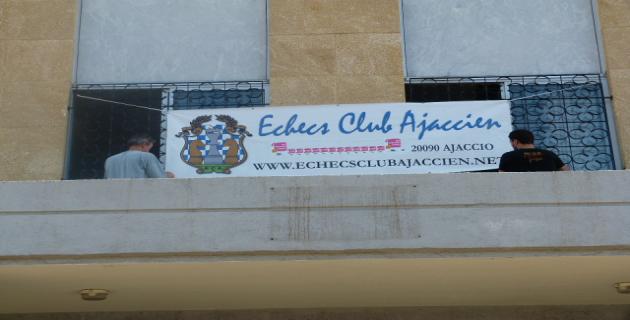 Echecs Club Ajaccien
20090 AJACCIO
WWW.ECHECSCLUBAJACCIEN.NET